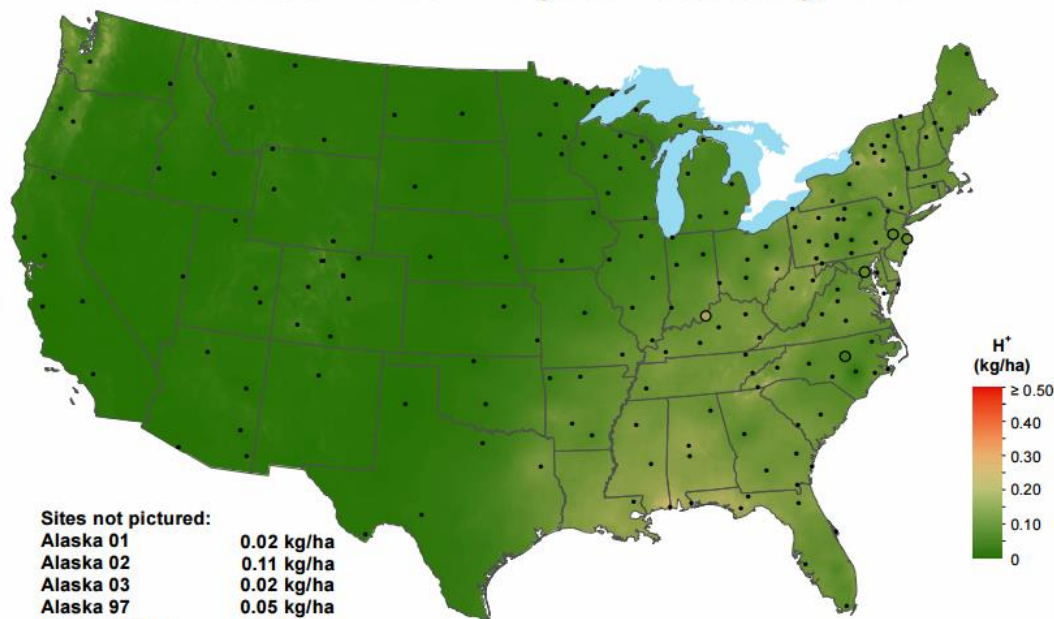 H+
(kg/ha)
≥ 0.50
0.40
0.30
0.20
0.10
0
Sites not pictured:
Alaska 01 0.02 kg/ha
Alaska 02 0.11 kg/ha
Alaska 03 0.02 kg/ha
Alaska 97 0.05 kg/ha